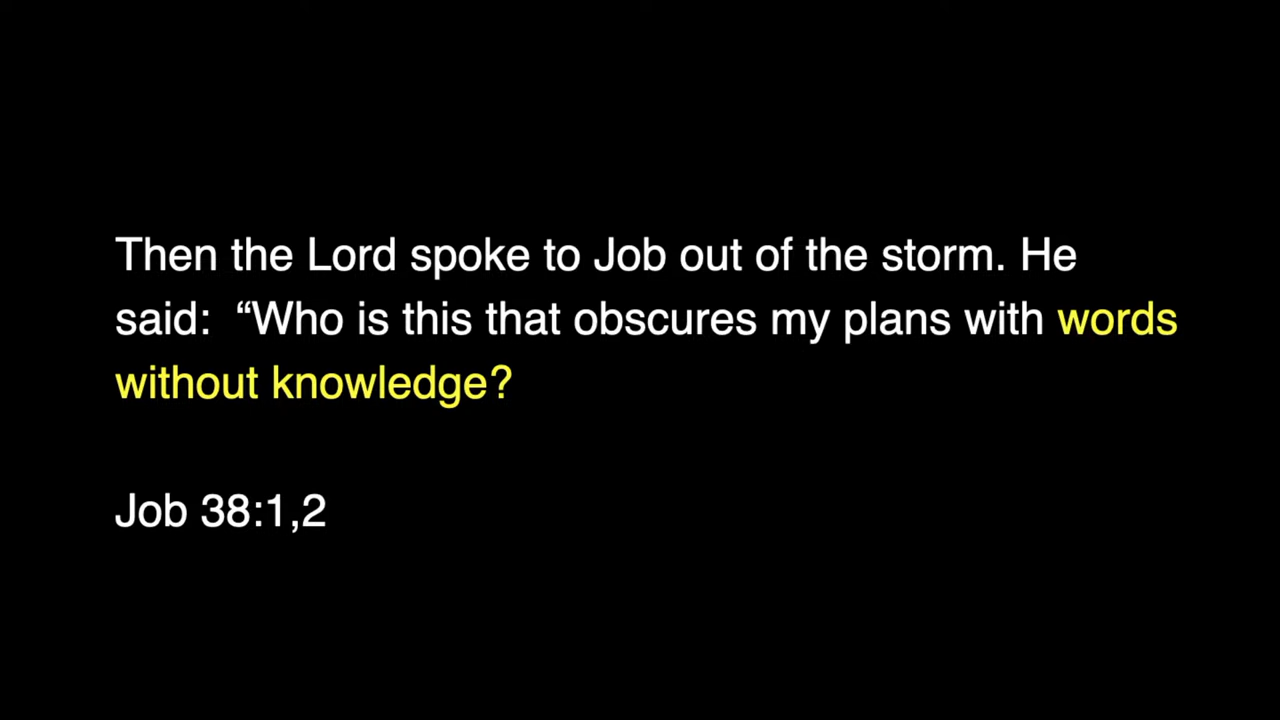 Then the Lord spoke to Job out of the storm. He
said:  “Who is this that obscures my plans with words
without knowledge?
Job 38:1,2